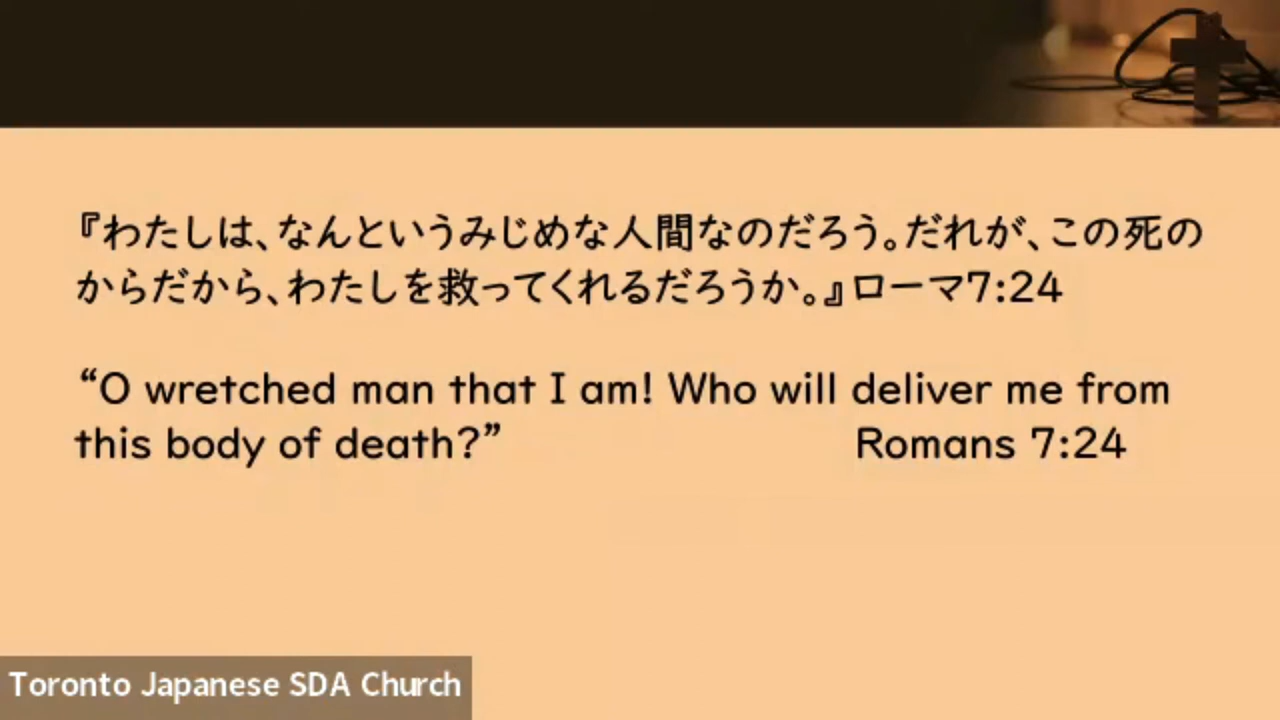 『わたしは、なんというみじめな人間なのだろう。だれが、この死の
からだから、わたしを救ってくれるだろうか。』ローマ7:24
“O wretched man that I am! Who will deliver me from
this body of death?” Romans 7:24
Toronto Japanese SDA Church